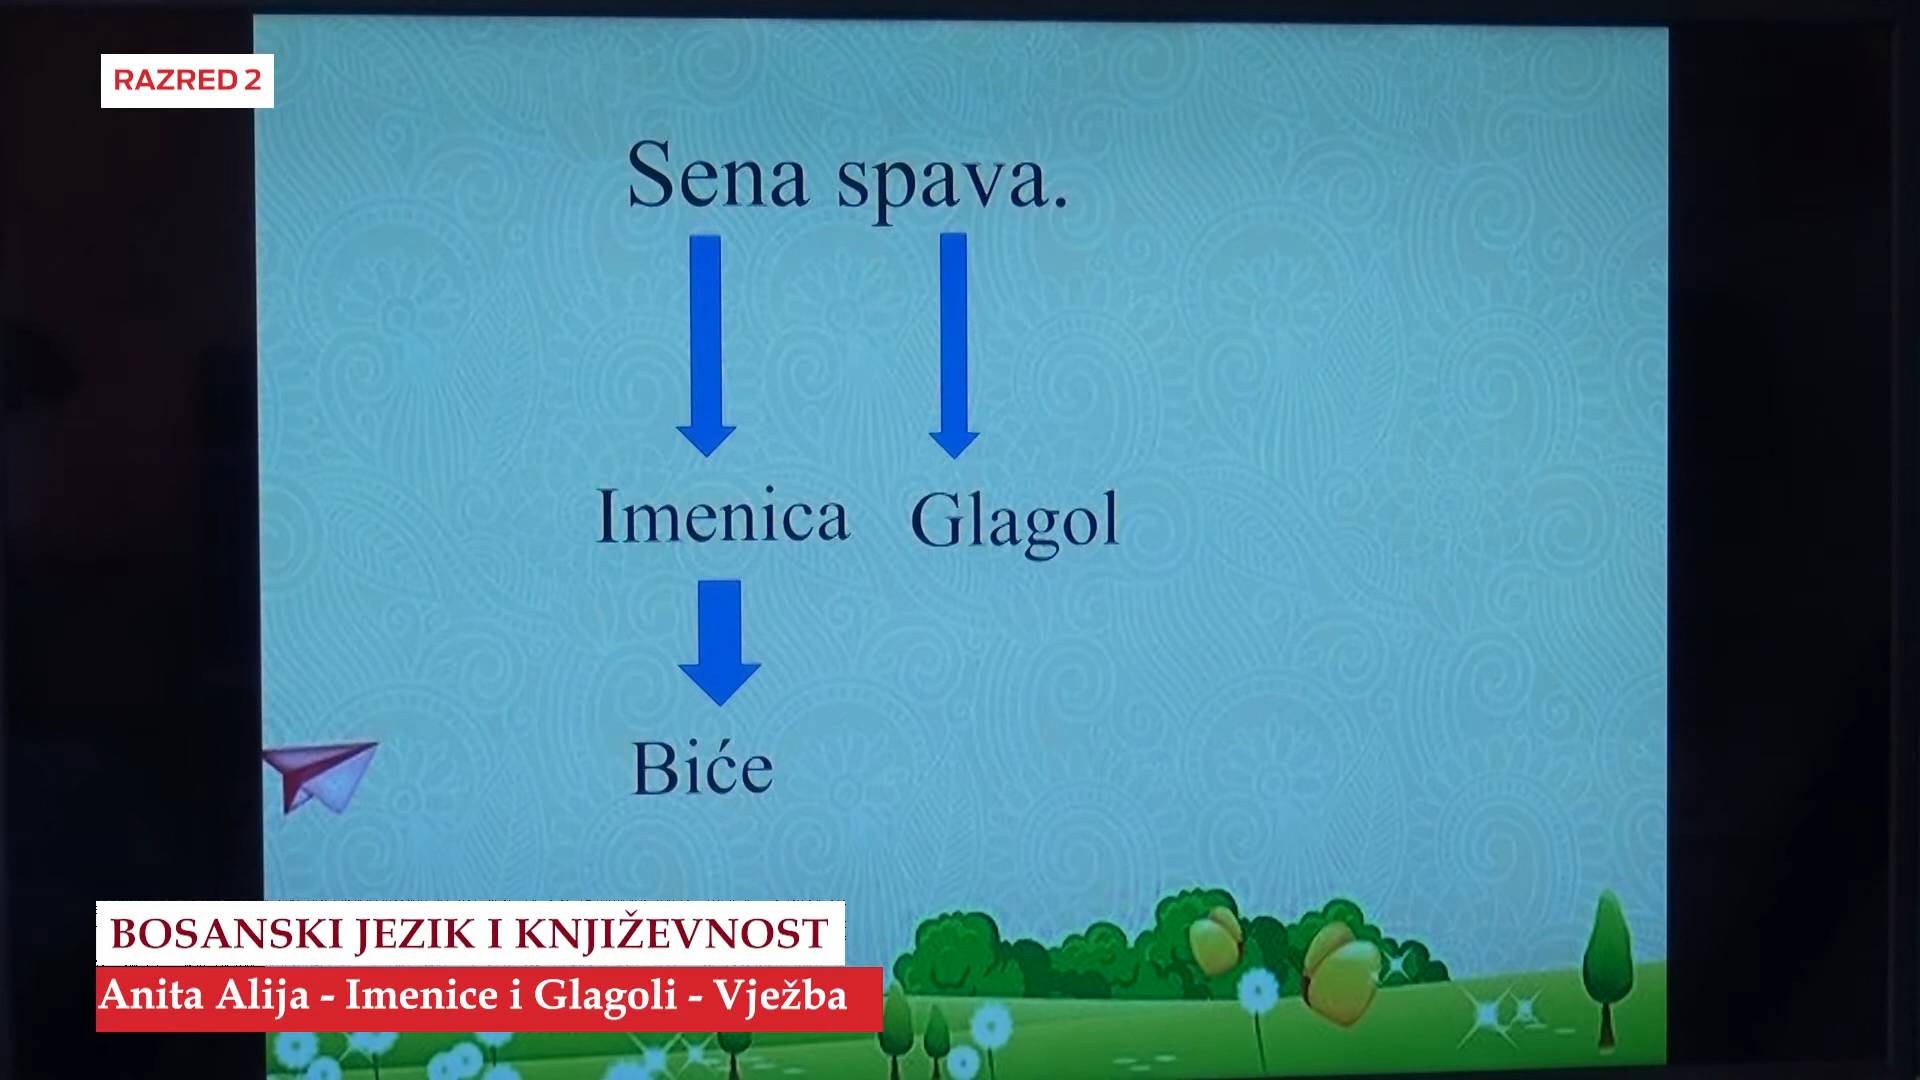 RAZRED 2
Sena spava.
Imenica Glagol
Biće
BOSANSKI JEZIK I KNJIŽEVNOST
Anita Alija - Imenice i Glagoli - Vježba